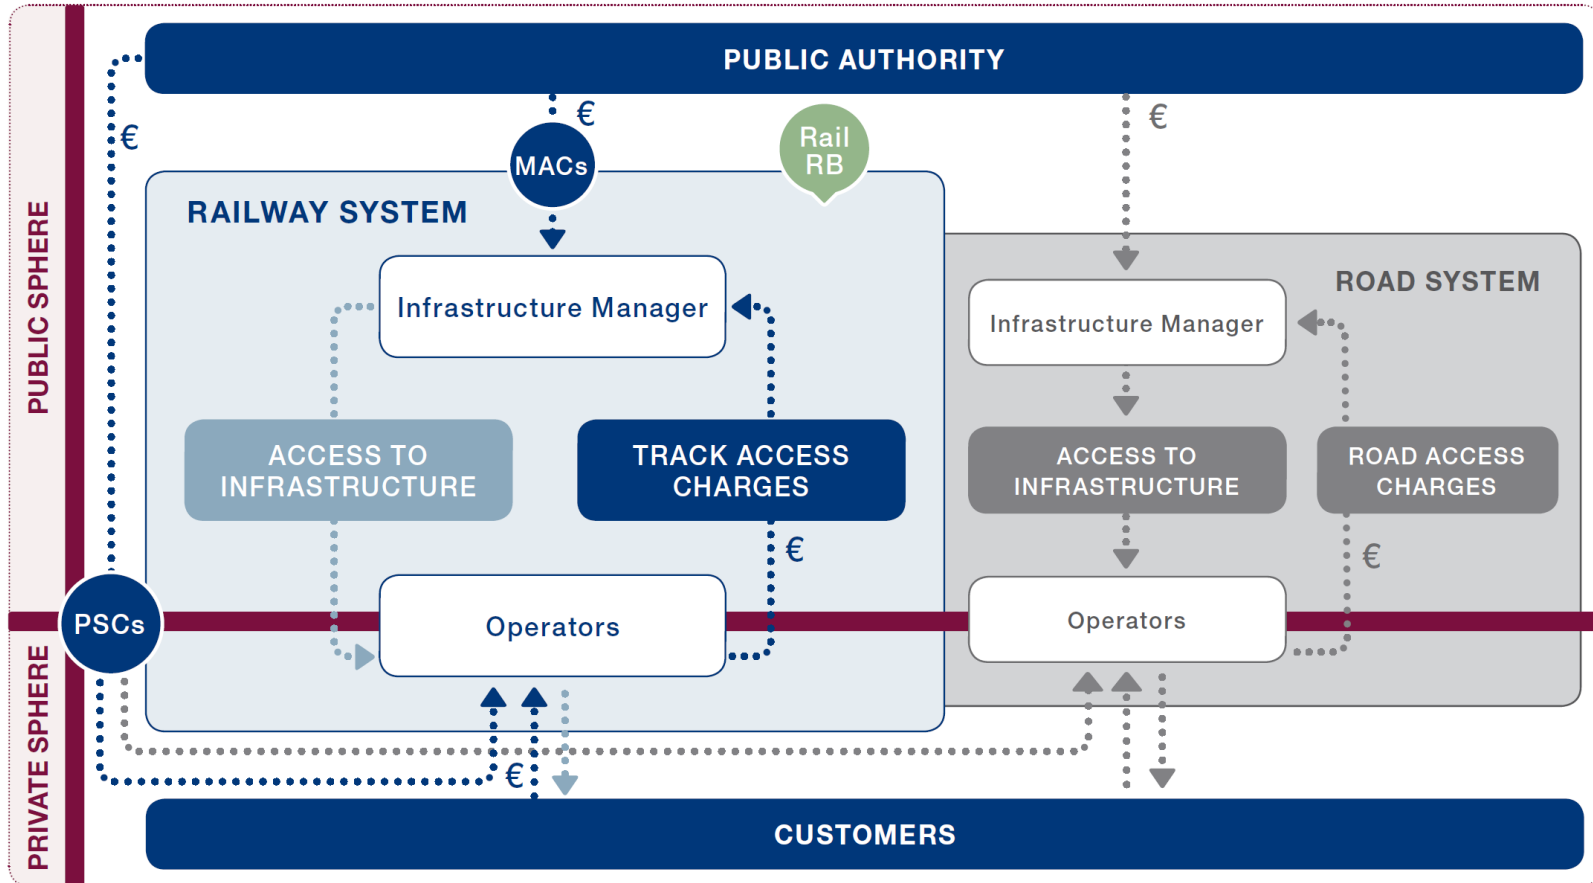 PUBLIC AUTHORITY
€
€
€
MACs
Rail
RB
RAILWAY SYSTEM
ROAD SYSTEM
PUBLIC SPHERE
Infrastructure Manager
Infrastructure Manager
ACCESS TO
INFRASTRUCTURE
TRACK ACCESS
CHARGES
ACCESS TO
INFRASTRUCTURE
ROAD ACCESS
CHARGES
€
€
PSCs
Operators
Operators
PRIVATE SPHERE
€
CUSTOMERS